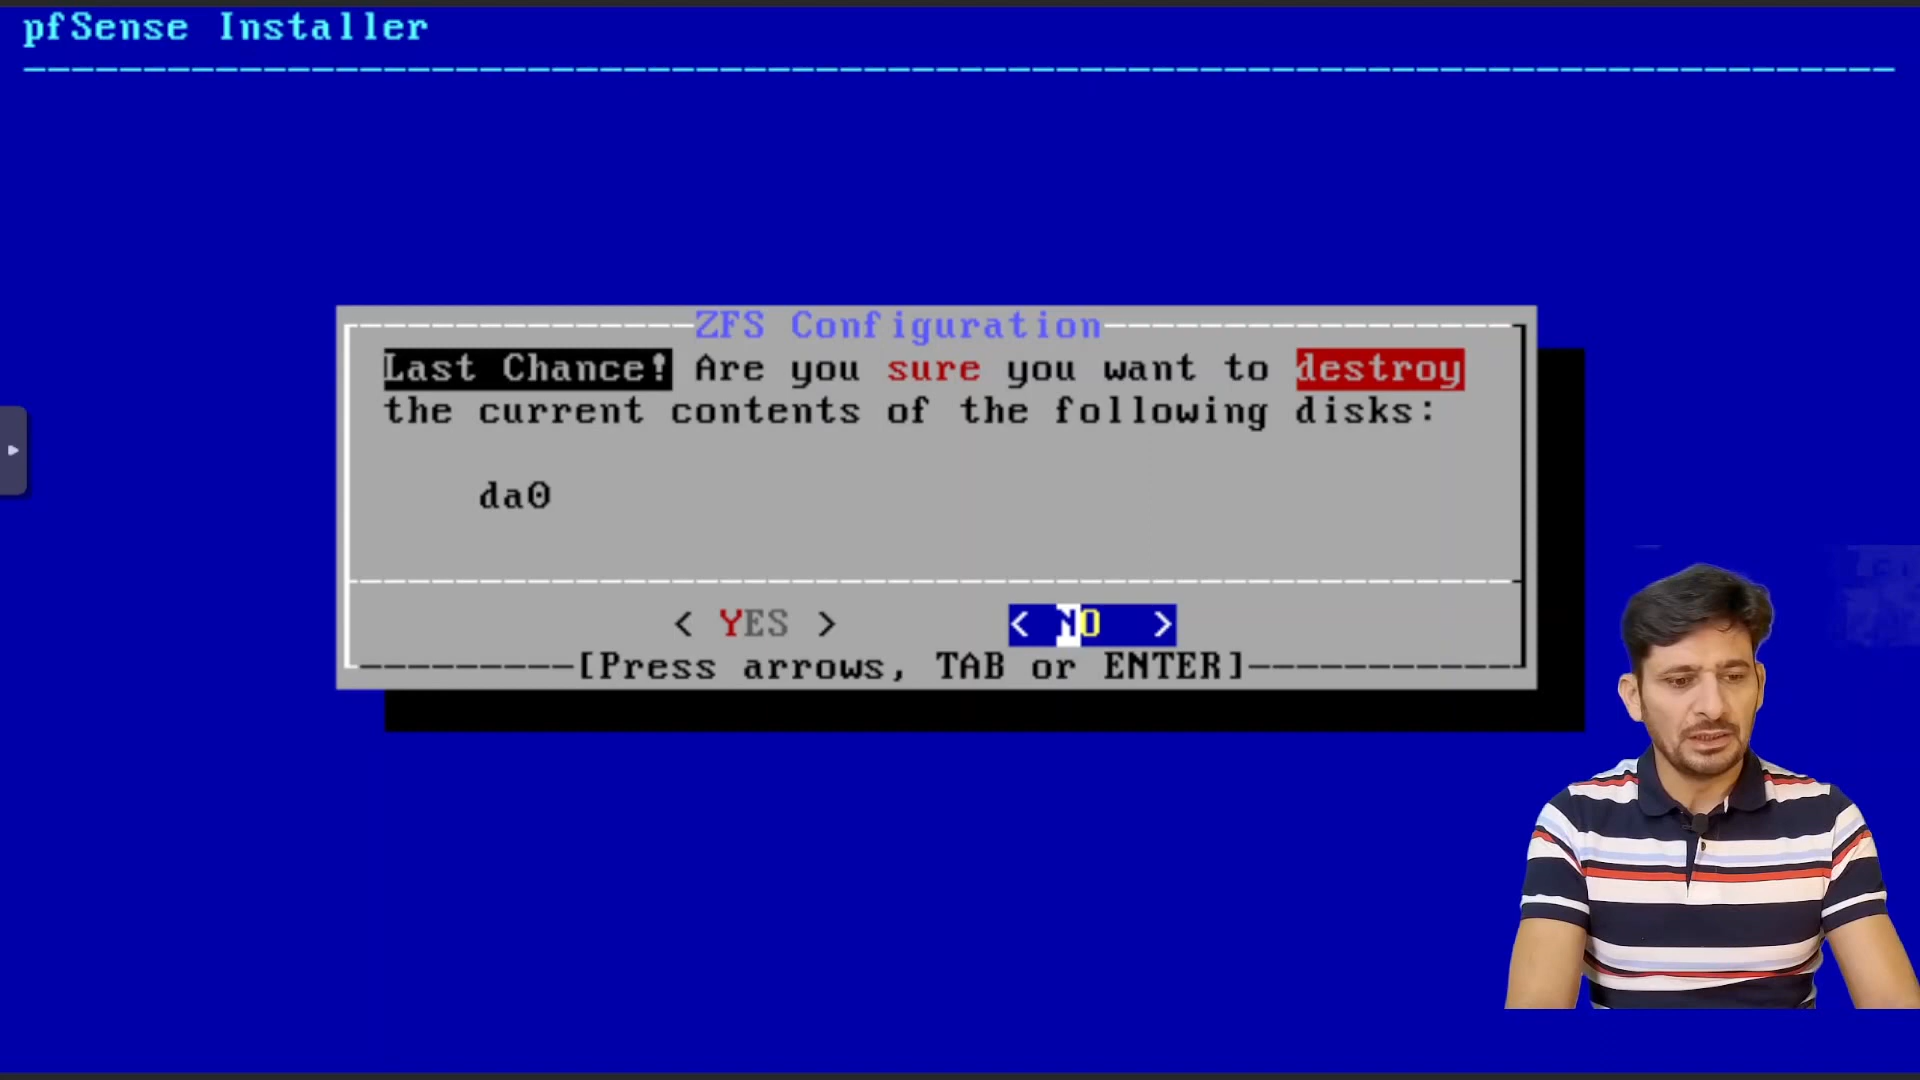 pfSense Installer
ZFS Configuration
Last Chance! Are you sure you want to destroy
the current contents of the following disks:
da0
< YES > < NO >
[Press arrows, TAB or ENTER]